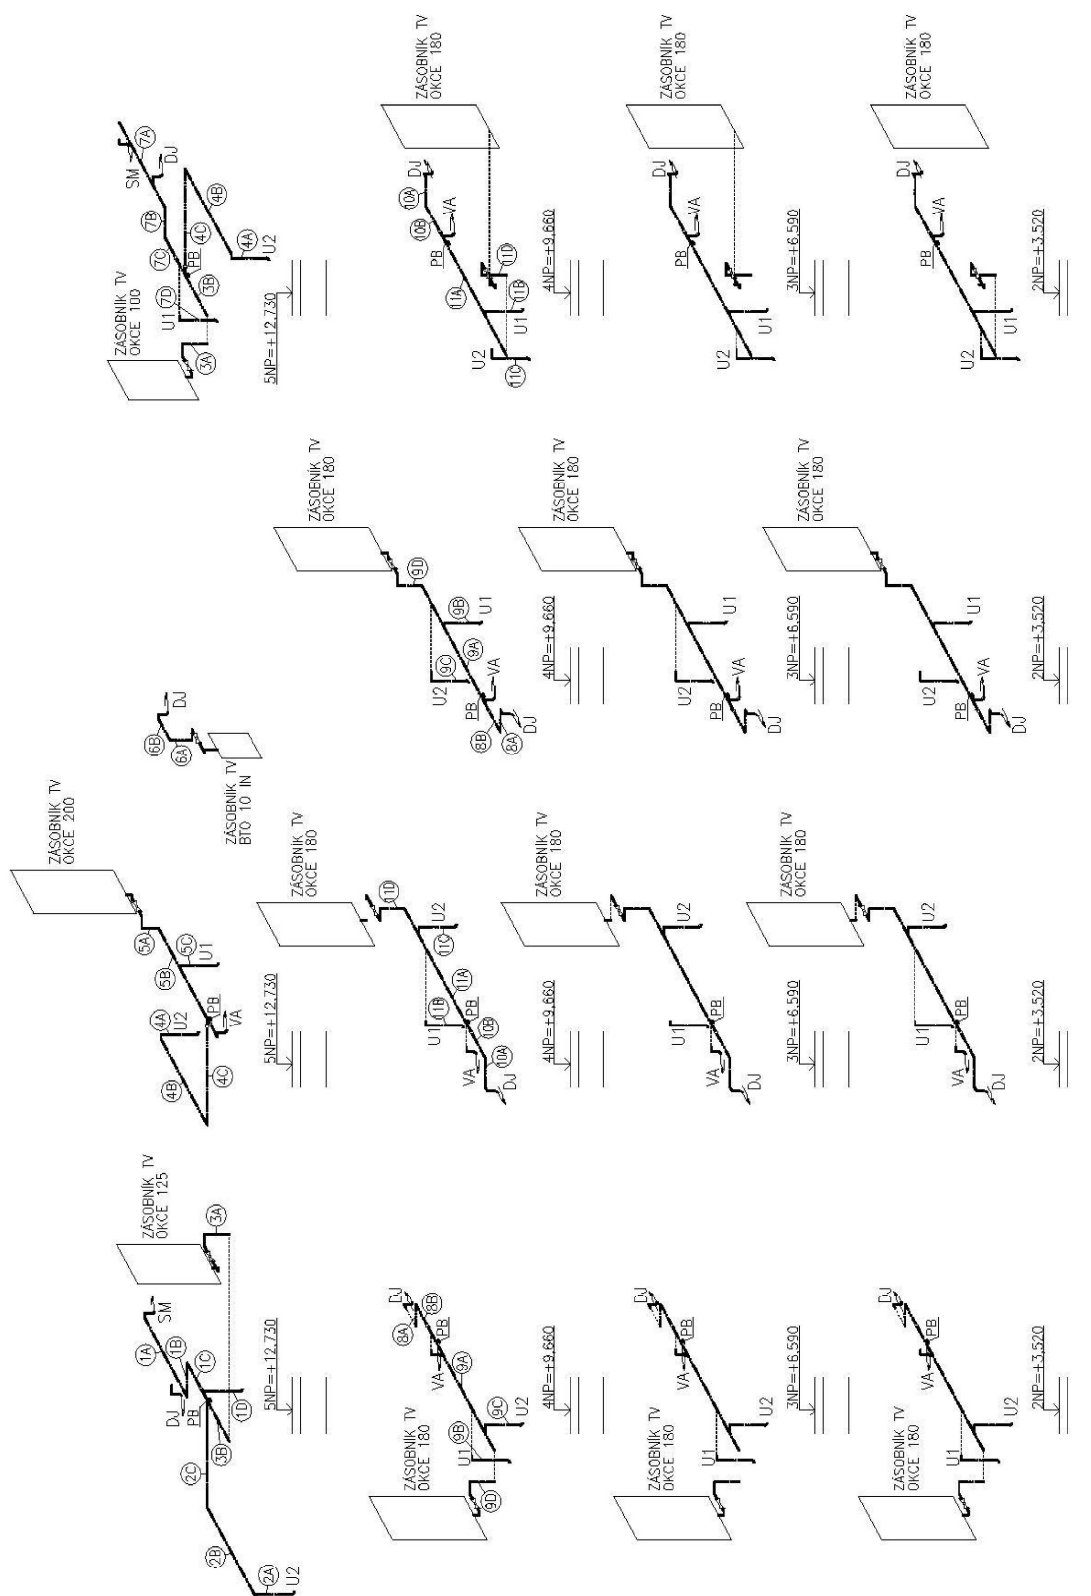 ZÁSOBNÍK TV
OKCE 125
SM
1A
1B
1C
DJ
PB
1D
3A
3B
2C
2B
2A
U2
5NP=+12,730
ZÁSOBNÍK TV
OKCE 200
5A
5B
5C
U1
4A
U2
PB
VA
4B
4C
5NP=+12,730
6B
DJ
6A
ZÁSOBNÍK TV
BTO 10 IN
ZÁSOBNÍK TV
OKCE 100
7A
SM
DJ
7B
7C
4B
4C
PB
3B
7D
U1
4A
U2
3A
5NP=+12,730
ZÁSOBNÍK TV
OKCE 180
DJ
8A
8B
PB
VA
9A
U1
9B
9C
U2
9D
4NP=+9,660
ZÁSOBNÍK TV
OKCE 180
11D
U2
11C
11A
11B
U1
PB
10B
VA
10A
DJ
4NP=+9,660
ZÁSOBNÍK TV
OKCE 180
9D
9B
U1
9A
9C
U2
PB
VA
8B
8A
DJ
4NP=+9,660
ZÁSOBNÍK TV
OKCE 180
DJ
10A
10B
VA
PB
11A
11D
11B
U1
U2
11C
4NP=+9,660
ZÁSOBNÍK TV
OKCE 180
DJ
PB
VA
U1
U2
3NP=+6,590
ZÁSOBNÍK TV
OKCE 180
U2
U1
PB
VA
DJ
3NP=+6,590
ZÁSOBNÍK TV
OKCE 180
U1
U2
PB
VA
DJ
3NP=+6,590
ZÁSOBNÍK TV
OKCE 180
DJ
VA
PB
U1
U2
3NP=+6,590
ZÁSOBNÍK TV
OKCE 180
DJ
PB
VA
U1
U2
2NP=+3,520
ZÁSOBNÍK TV
OKCE 180
U2
U1
PB
VA
DJ
2NP=+3,520
ZÁSOBNÍK TV
OKCE 180
U1
U2
PB
VA
DJ
2NP=+3,520
ZÁSOBNÍK TV
OKCE 180
DJ
VA
PB
U1
U2
2NP=+3,520